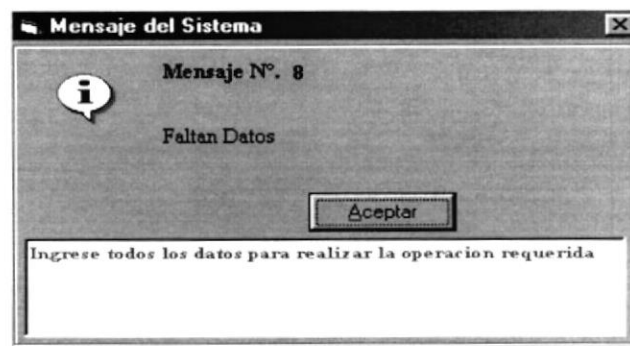 Mensaje del Sistema
Mensaje N°. 8
Faltan Datos
Aceptar
Ingrese todos los datos para realizar la operacion requerida